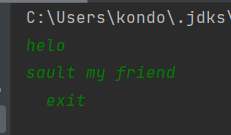 C:\Users\kondo\.jdks\
helo
sault my friend
exit